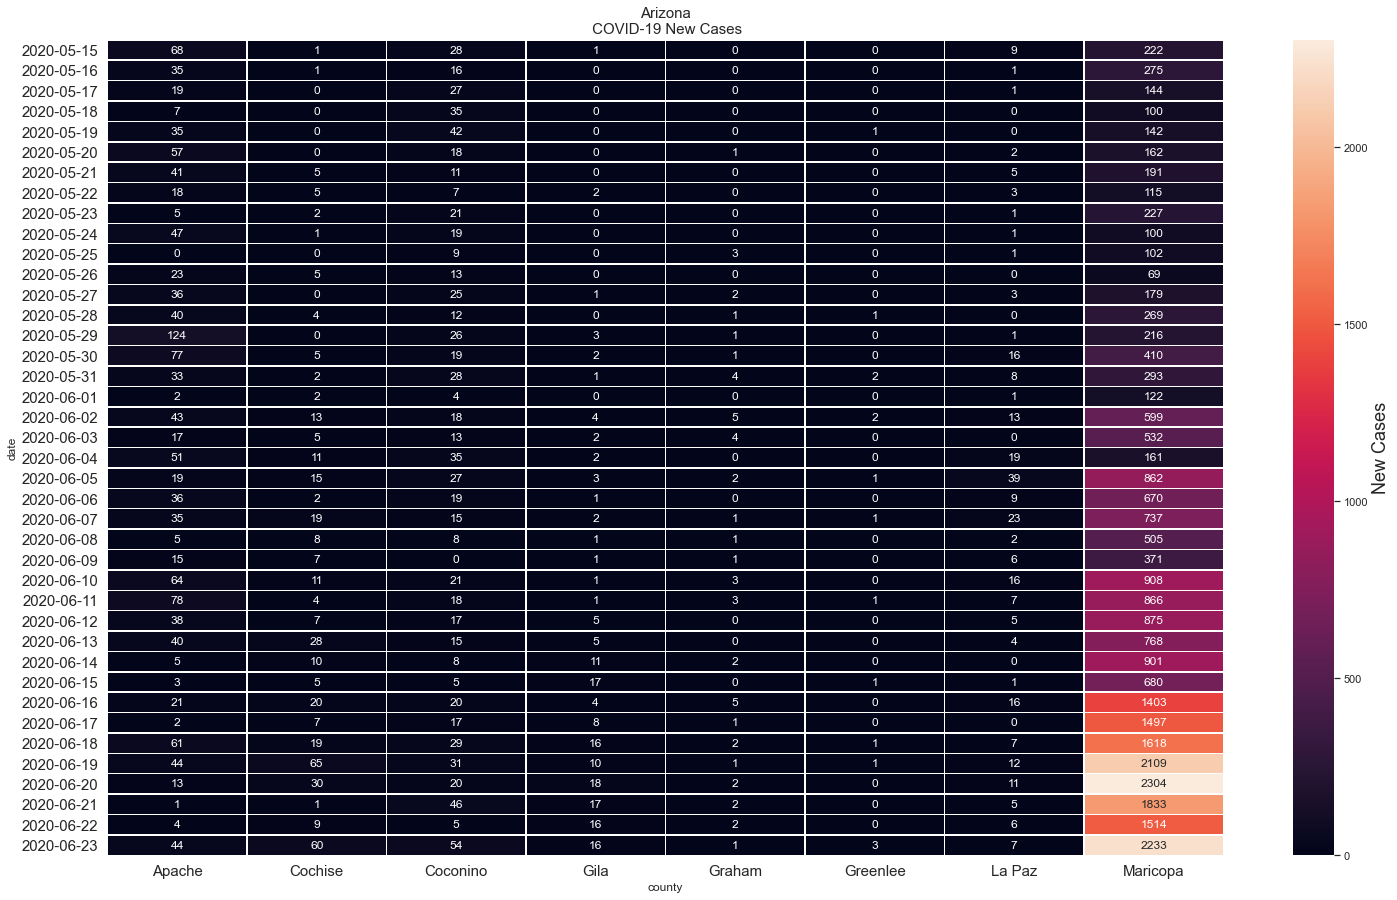 Arizona
COVID-19 New Cases
2020-05-15 68 1 28 1 0 0 9 222
2020-05-16 35 1 16 0 0 0 1 275
2020-05-17 19 0 27 0 0 0 1 144
2020-05-18 7 0 35 0 0 0 0 100
2020-05-19 35 0 42 0 0 1 0 142
2020-05-20 57 0 18 0 1 0 2 162
2020-05-21 41 5 11 0 0 0 5 191
2020-05-22 18 5 7 2 0 0 3 115
2020-05-23 5 2 21 0 0 0 1 227
2020-05-24 47 1 19 0 0 0 1 100
2020-05-25 0 0 9 0 3 0 1 102
2020-05-26 23 5 13 0 0 0 0 69
2020-05-27 36 0 25 1 2 0 3 179
2020-05-28 40 4 12 0 1 1 0 269
2020-05-29 124 0 26 3 1 0 1 216
2020-05-30 77 5 19 2 1 0 16 410
2020-05-31 33 2 28 1 4 2 8 293
2020-06-01 2 2 4 0 0 0 1 122
2020-06-02 43 13 18 4 5 2 13 599
2020-06-03 17 5 13 2 4 0 0 532
2020-06-04 51 11 35 2 0 0 19 161
2020-06-05 19 15 27 3 2 1 39 862
2020-06-06 36 2 19 1 0 0 9 670
2020-06-07 35 19 15 2 1 1 23 737
2020-06-08 5 8 8 1 1 0 2 505
2020-06-09 15 7 0 1 1 0 6 371
2020-06-10 64 11 21 1 3 0 16 908
2020-06-11 78 4 18 1 3 1 7 866
2020-06-12 38 7 17 5 0 0 5 875
2020-06-13 40 28 15 5 0 0 4 768
2020-06-14 5 10 8 11 2 0 0 901
2020-06-15 3 5 5 17 0 1 1 680
2020-06-16 21 20 20 4 5 0 16 1403
2020-06-17 2 7 17 8 1 0 0 1497
2020-06-18 61 19 29 16 2 1 7 1618
2020-06-19 44 65 31 10 1 1 12 2109
2020-06-20 13 30 20 18 2 0 11 2304
2020-06-21 1 1 46 17 2 0 5 1833
2020-06-22 4 9 5 16 2 0 6 1514
2020-06-23 44 60 54 16 1 3 7 2233
Apache Cochise Coconino Gila Graham Greenlee La Paz Maricopa
county
date
2000
1500
1000
500
0
New Cases